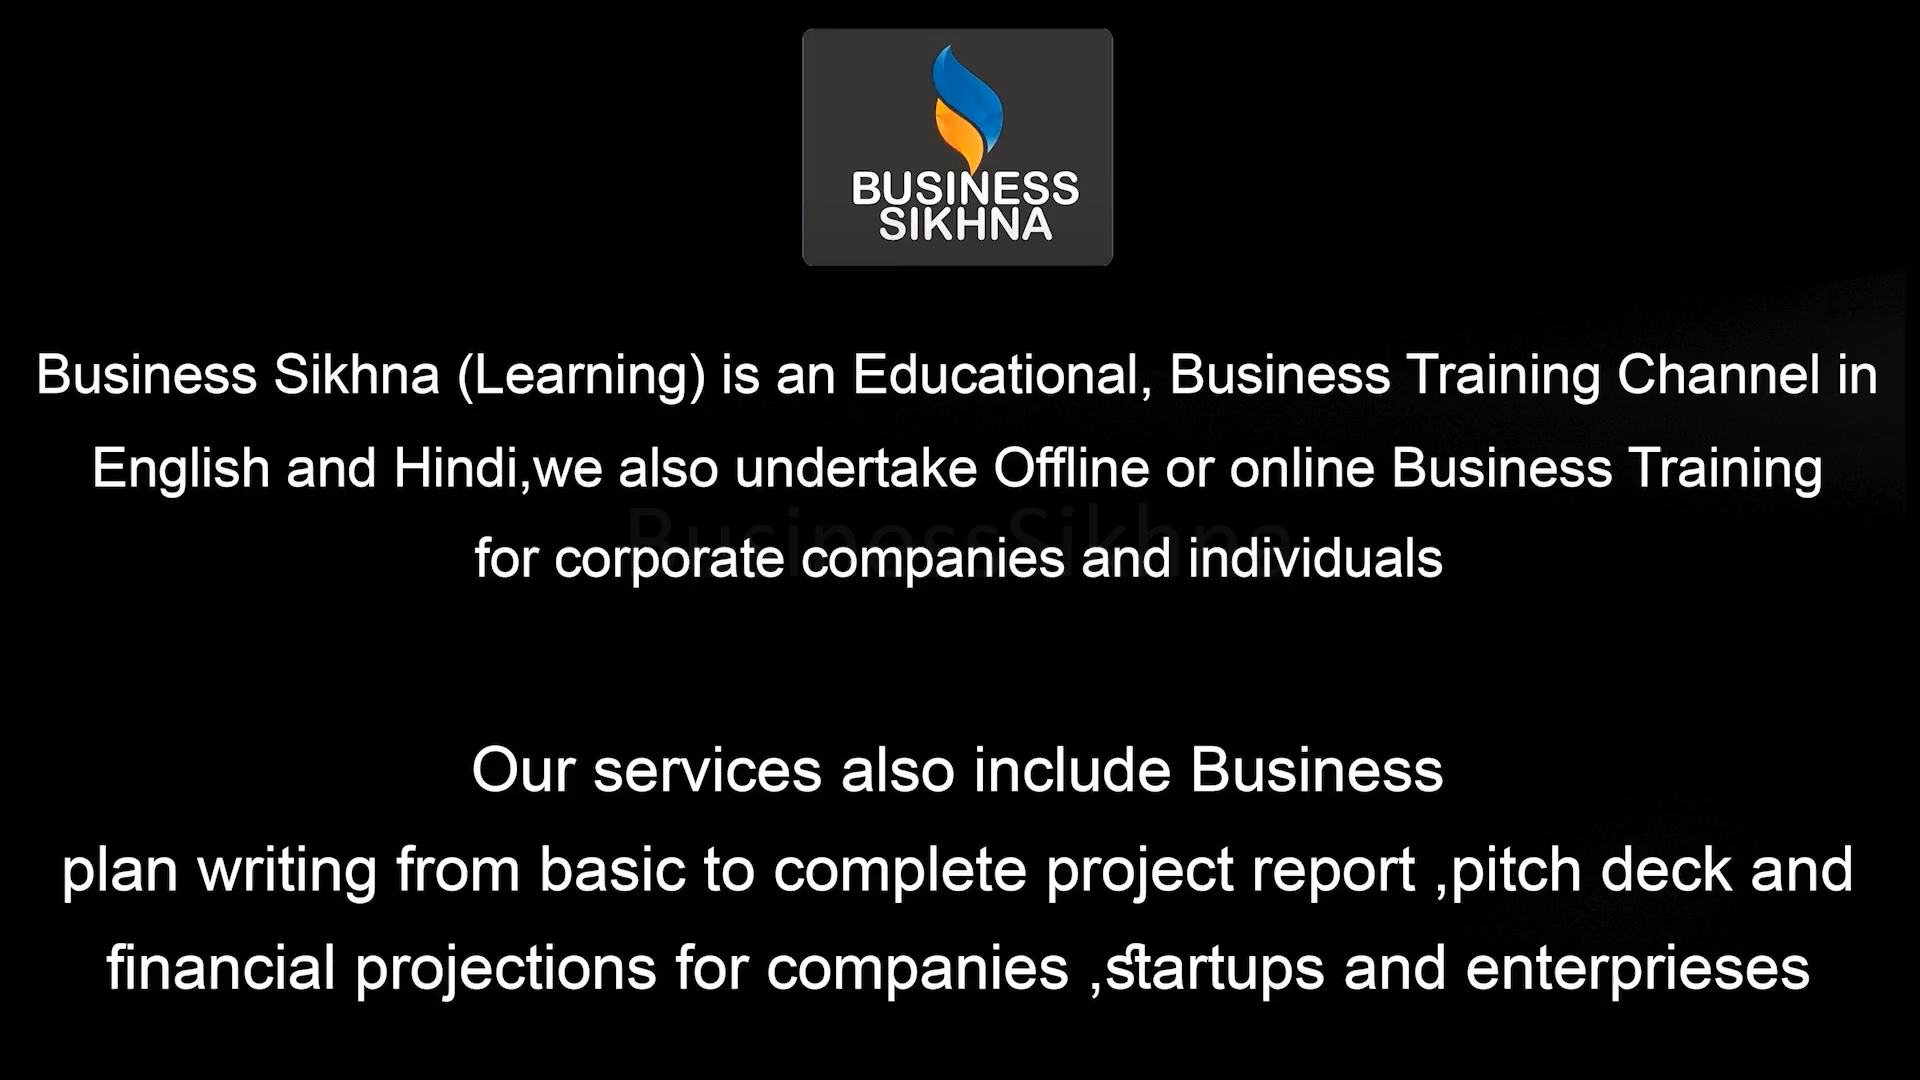 BUSINESS
SIKHNA
Business Sikhna (Learning) is an Educational, Business Training Channel in
English and Hindi,we also undertake Offline or online Business Training
BusinessSikhna
for corporate companies and individuals
Our services also include Business
plan writing from basic to complete project report ,pitch deck and
financial projections for companies ,startups and enterprieses